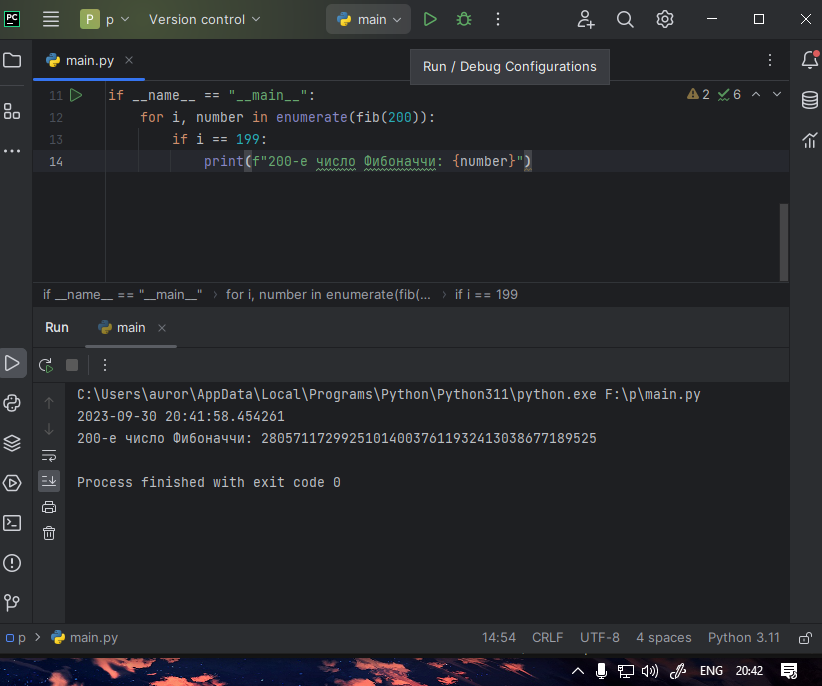 PC
P p Version control main
main.py
Run / Debug Configurations
11 if __name__ == "__main__":
2 6
12 for i, number in enumerate(fib(200)):
13 if i == 199:
14 print(f"200-е число Фибоначчи: {number}")
if __name__ == "__main__" › for i, number in enumerate(fib(... › if i == 199
Run main
C:\Users\auror\AppData\Local\Programs\Python\Python311\python.exe F:\p\main.py
2023-09-30 20:41:58.454261
200-е число Фибоначчи: 280571172992510140037611932413038677189525
Process finished with exit code 0
p › main.py 14:54 CRLF UTF-8 4 spaces Python 3.11
ENG 20:42